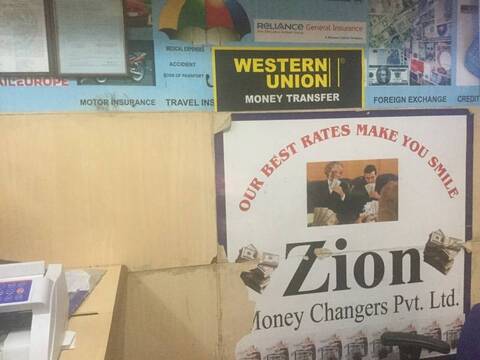 RELIANCE General Insurance
MEDICAL EXPENSES
ACCIDENT
LOSS OF PASSPORT
WESTERN
UNION
MONEY TRANSFER
AIL EUROPE
MOTOR INSURANCE
TRAVEL INS
FOREIGN EXCHANGE
CREDIT
OUR BEST RATES MAKE YOU SMILE
Zion
Money Changers Pvt. Ltd.